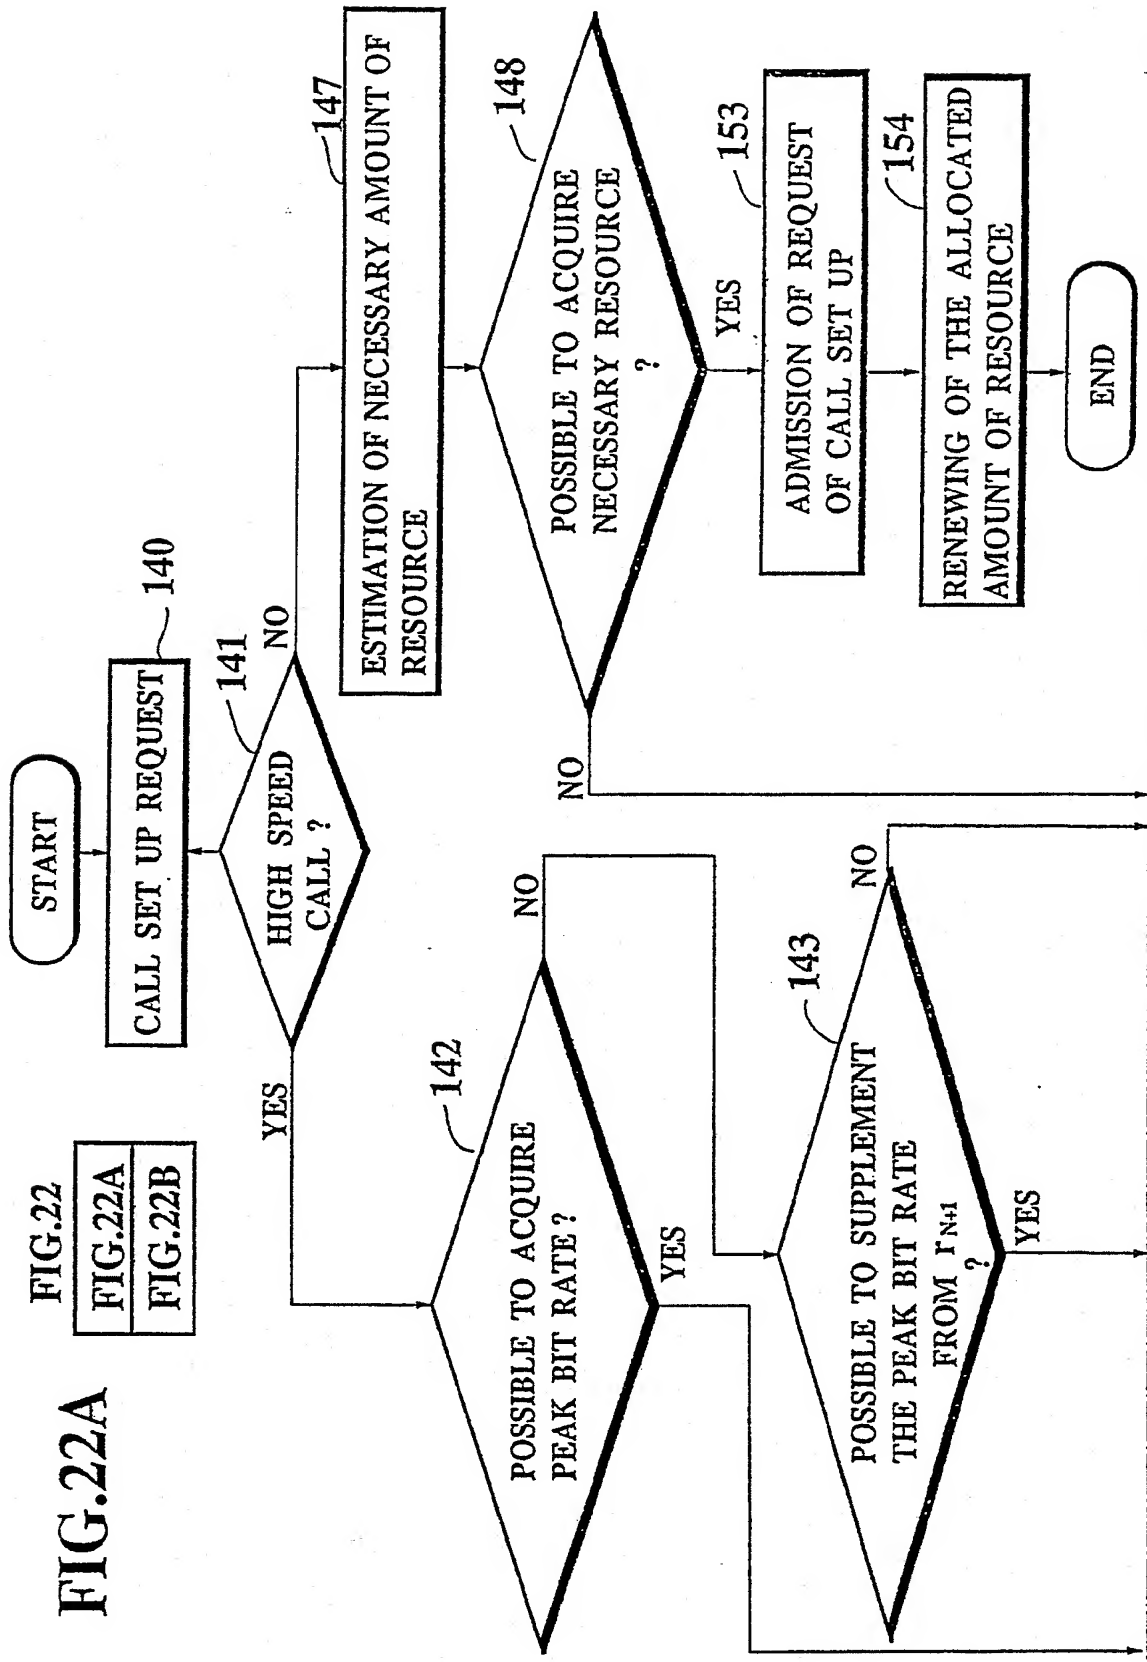 FIG.22A
FIG.22
FIG.22A
FIG.22B
START
CALL SET UP REQUEST
140
141
HIGH SPEED
CALL ?
YES
NO
142
POSSIBLE TO ACQUIRE
PEAK BIT RATE?
NO
YES
143
POSSIBLE TO SUPPLEMENT
THE PEAK BIT RATE
FROM rN+1
?
NO
YES
147
ESTIMATION OF NECESSARY AMOUNT OF
RESOURCE
148
POSSIBLE TO ACQUIRE
NECESSARY RESOURCE
?
NO
YES
153
ADMISSION OF REQUEST
OF CALL SET UP
154
RENEWING OF THE ALLOCATED
AMOUNT OF RESOURCE
END